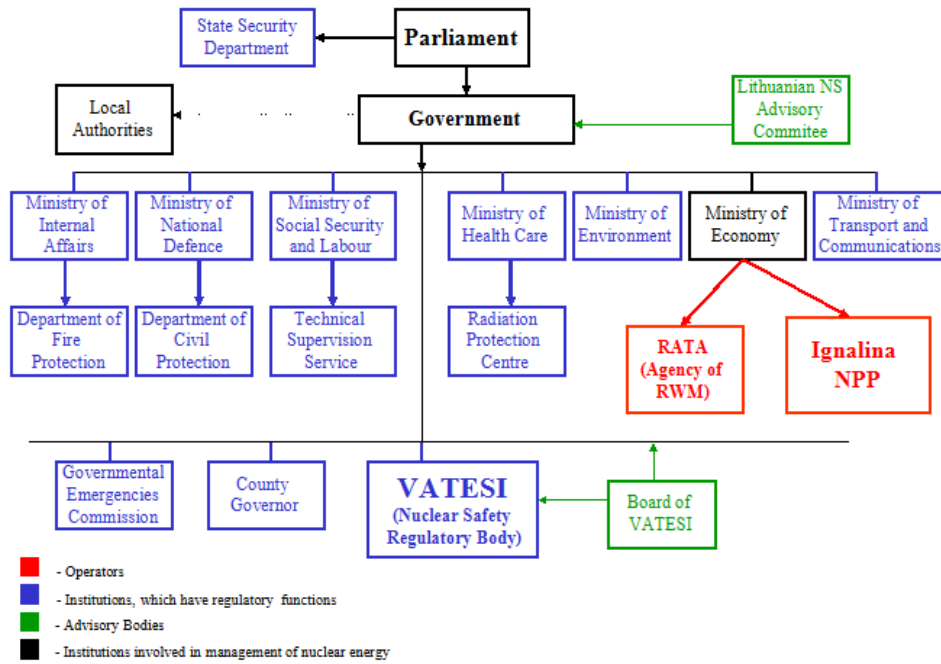 State Security
Department
Parliament
Local
Authorities
Government
Lithuanian NS
Advisory
Commitee
Ministry of
Internal
Affairs
Ministry of
National
Defence
Ministry of
Social Security
and Labour
Ministry of
Health Care
Ministry of
Environment
Ministry of
Economy
Ministry of
Transport and
Communications
Department of
Fire
Protection
Department of
Civil
Protection
Technical
Supervision
Service
Radiation
Protection
Centre
RATA
(Agency of
RWM)
Ignalina
NPP
Governmental
Emergencies
Commission
County
Governor
VATESI
(Nuclear Safety
Regulatory Body)
Board of
VATESI
- Operators
- Institutions, which have regulatory functions
- Advisory Bodies
- Institutions involved in management of nuclear energy